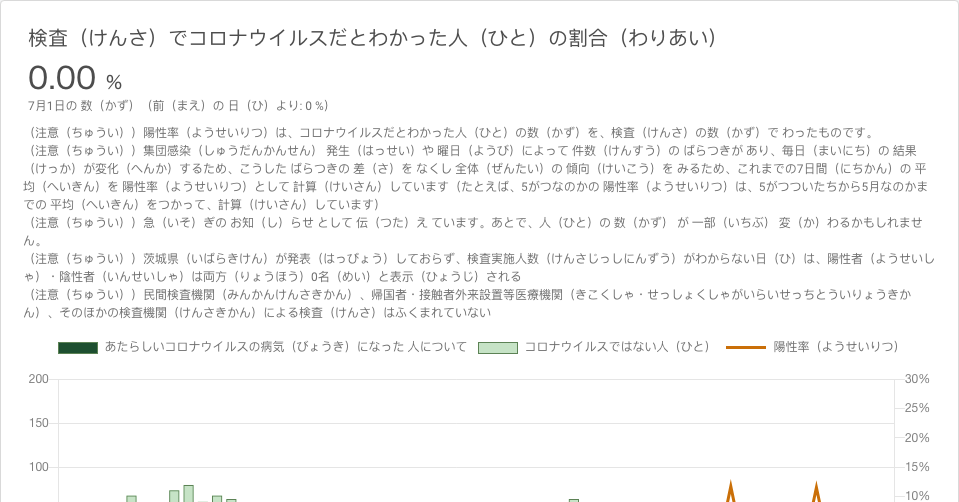 検査（けんさ）でコロナウイルスだとわかった人（ひと）の割合（わりあい）
0.00 %
7月1日の 数（かず）（前（まえ）の 日（ひ）より: 0 %）
（注意（ちゅうい））陽性率（ようせいりつ）は、コロナウイルスだとわかった人（ひと）の数（かず）を、検査（けんさ）の数（かず）で わったものです。
（注意（ちゅうい））集団感染（しゅうだんかんせん） 発生（はっせい）や 曜日（ようび）によって 件数（けんすう）の ばらつきが あり、毎日（まいにち）の 結果
（けっか）が変化（へんか）するため、こうした ばらつきの 差（さ）を なくし 全体（ぜんたい）の 傾向（けいこう）を みるため、これまでの7日間（にちかん）の 平
均（へいきん）を 陽性率（ようせいりつ）として 計算（けいさん）しています（たとえば、5がつなのかの 陽性率（ようせいりつ）は、5がつついたちから5月なのかま
での 平均（へいきん）をつかって、計算（けいさん）しています）
（注意（ちゅうい））急（いそ）ぎの お知（し）らせ として 伝（つた）え ています。あとで、人（ひと）の 数（かず） が 一部（いちぶ） 変（か）わるかもしれませ
ん。
（注意（ちゅうい））茨城県（いばらきけん）が発表（はっぴょう）しておらず、検査実施人数（けんさじっしにんずう）がわからない日（ひ）は、陽性者（ようせいし
ゃ）・陰性者（いんせいしゃ）は両方（りょうほう）0名（めい）と表示（ひょうじ）される
（注意（ちゅうい））民間検査機関（みんかんけんさきかん）、帰国者・接触者外来設置等医療機関（きこくしゃ・せっしょくしゃがいらいせっちとういりょうきか
ん）、そのほかの検査機関（けんさきかん）による検査（けんさ）はふくまれていない
あたらしいコロナウイルスの病気（びょうき）になった 人について コロナウイルスではない人（ひと） 陽性率（ようせいりつ）
200 30%
25%
150 20%
100 15%
10%